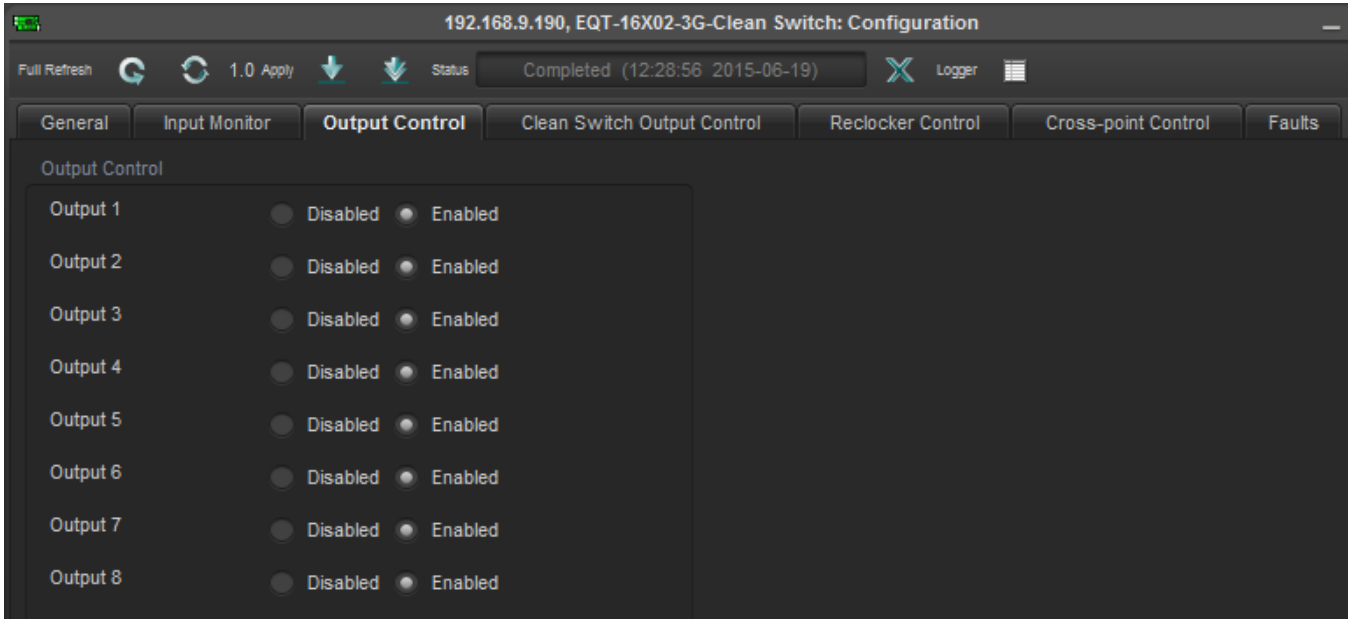 192.168.9.190, EQT-16X02-3G-Clean Switch: Configuration
Full Refresh 1.0 Apply Status Completed (12:28:56 2015-06-19) Logger
General Input Monitor Output Control Clean Switch Output Control Reclocker Control Cross-point Control Faults
Output Control
Output 1 Disabled Enabled
Output 2 Disabled Enabled
Output 3 Disabled Enabled
Output 4 Disabled Enabled
Output 5 Disabled Enabled
Output 6 Disabled Enabled
Output 7 Disabled Enabled
Output 8 Disabled Enabled